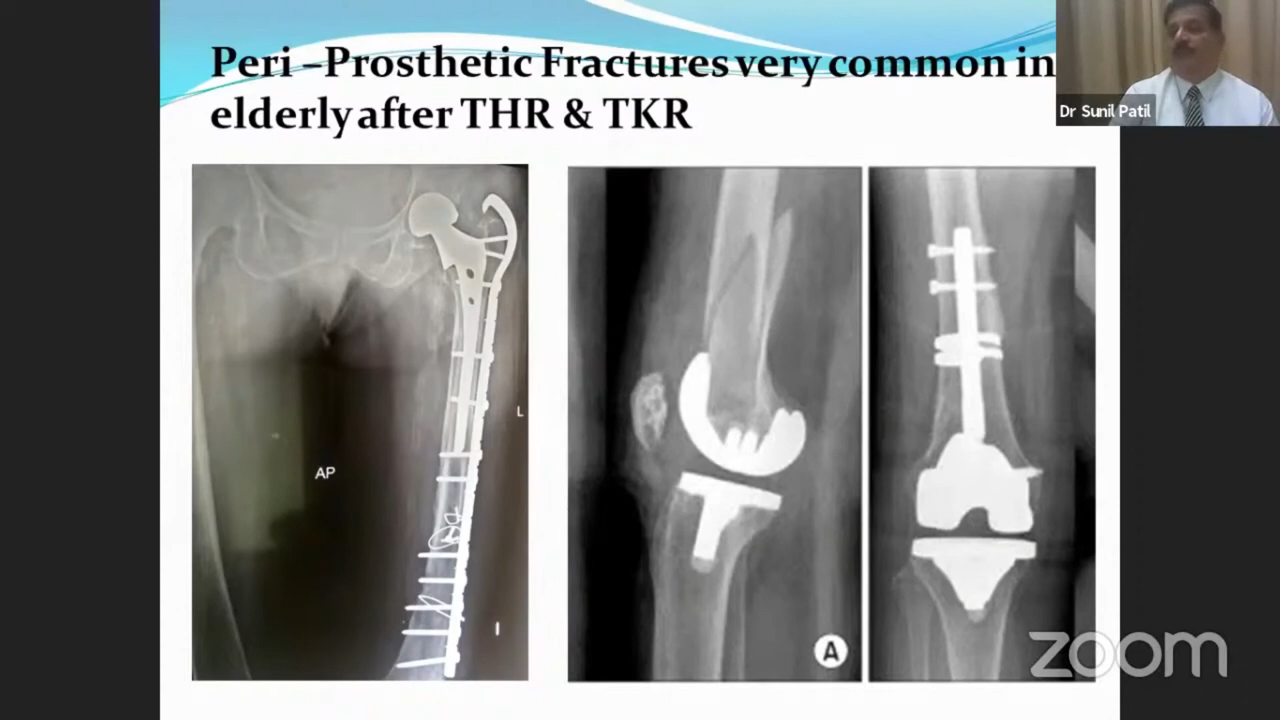 Peri –Prosthetic Fractures very common in
elderly after THR & TKR
Dr Sunil Patil
L
AP
A
zoom